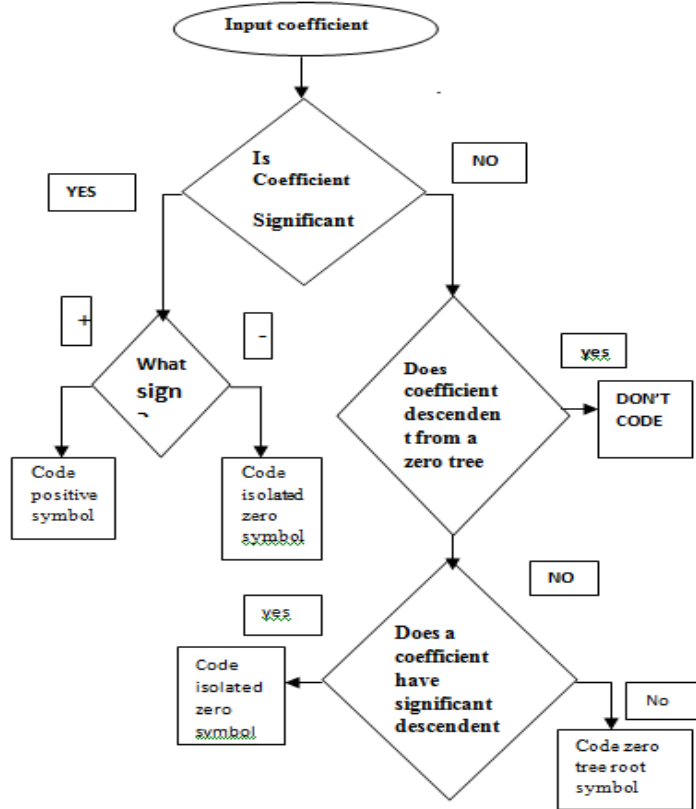 Input coefficient
Is
Coefficient
Significant
NO
YES
+
-
What
sign
Does
coefficient
descenden
t from a
zero tree
yes
DON'T
CODE
Code
positive
symbol
Code
isolated
zero
symbol
NO
yes
Does a
coefficient
have
significant
descendent
Code
isolated
zero
symbol
No
Code zero
tree root
symbol